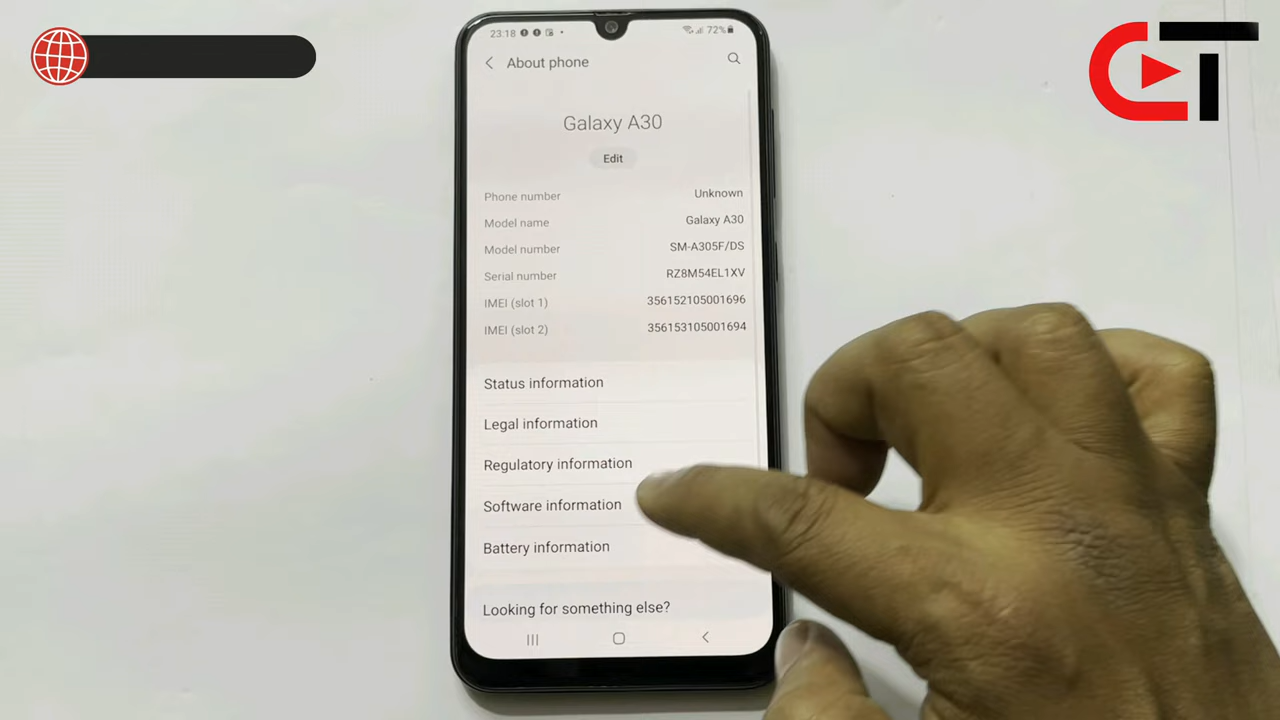 23:18
72%
About phone
Galaxy A30
Edit
Phone number Unknown
Model name Galaxy A30
Model number SM-A305F/DS
Serial number RZ8M54EL1XV
IMEI (slot 1) 356152105001696
IMEI (slot 2) 356153105001694
Status information
Legal information
Regulatory information
Software information
Battery information
Looking for something else?
CT